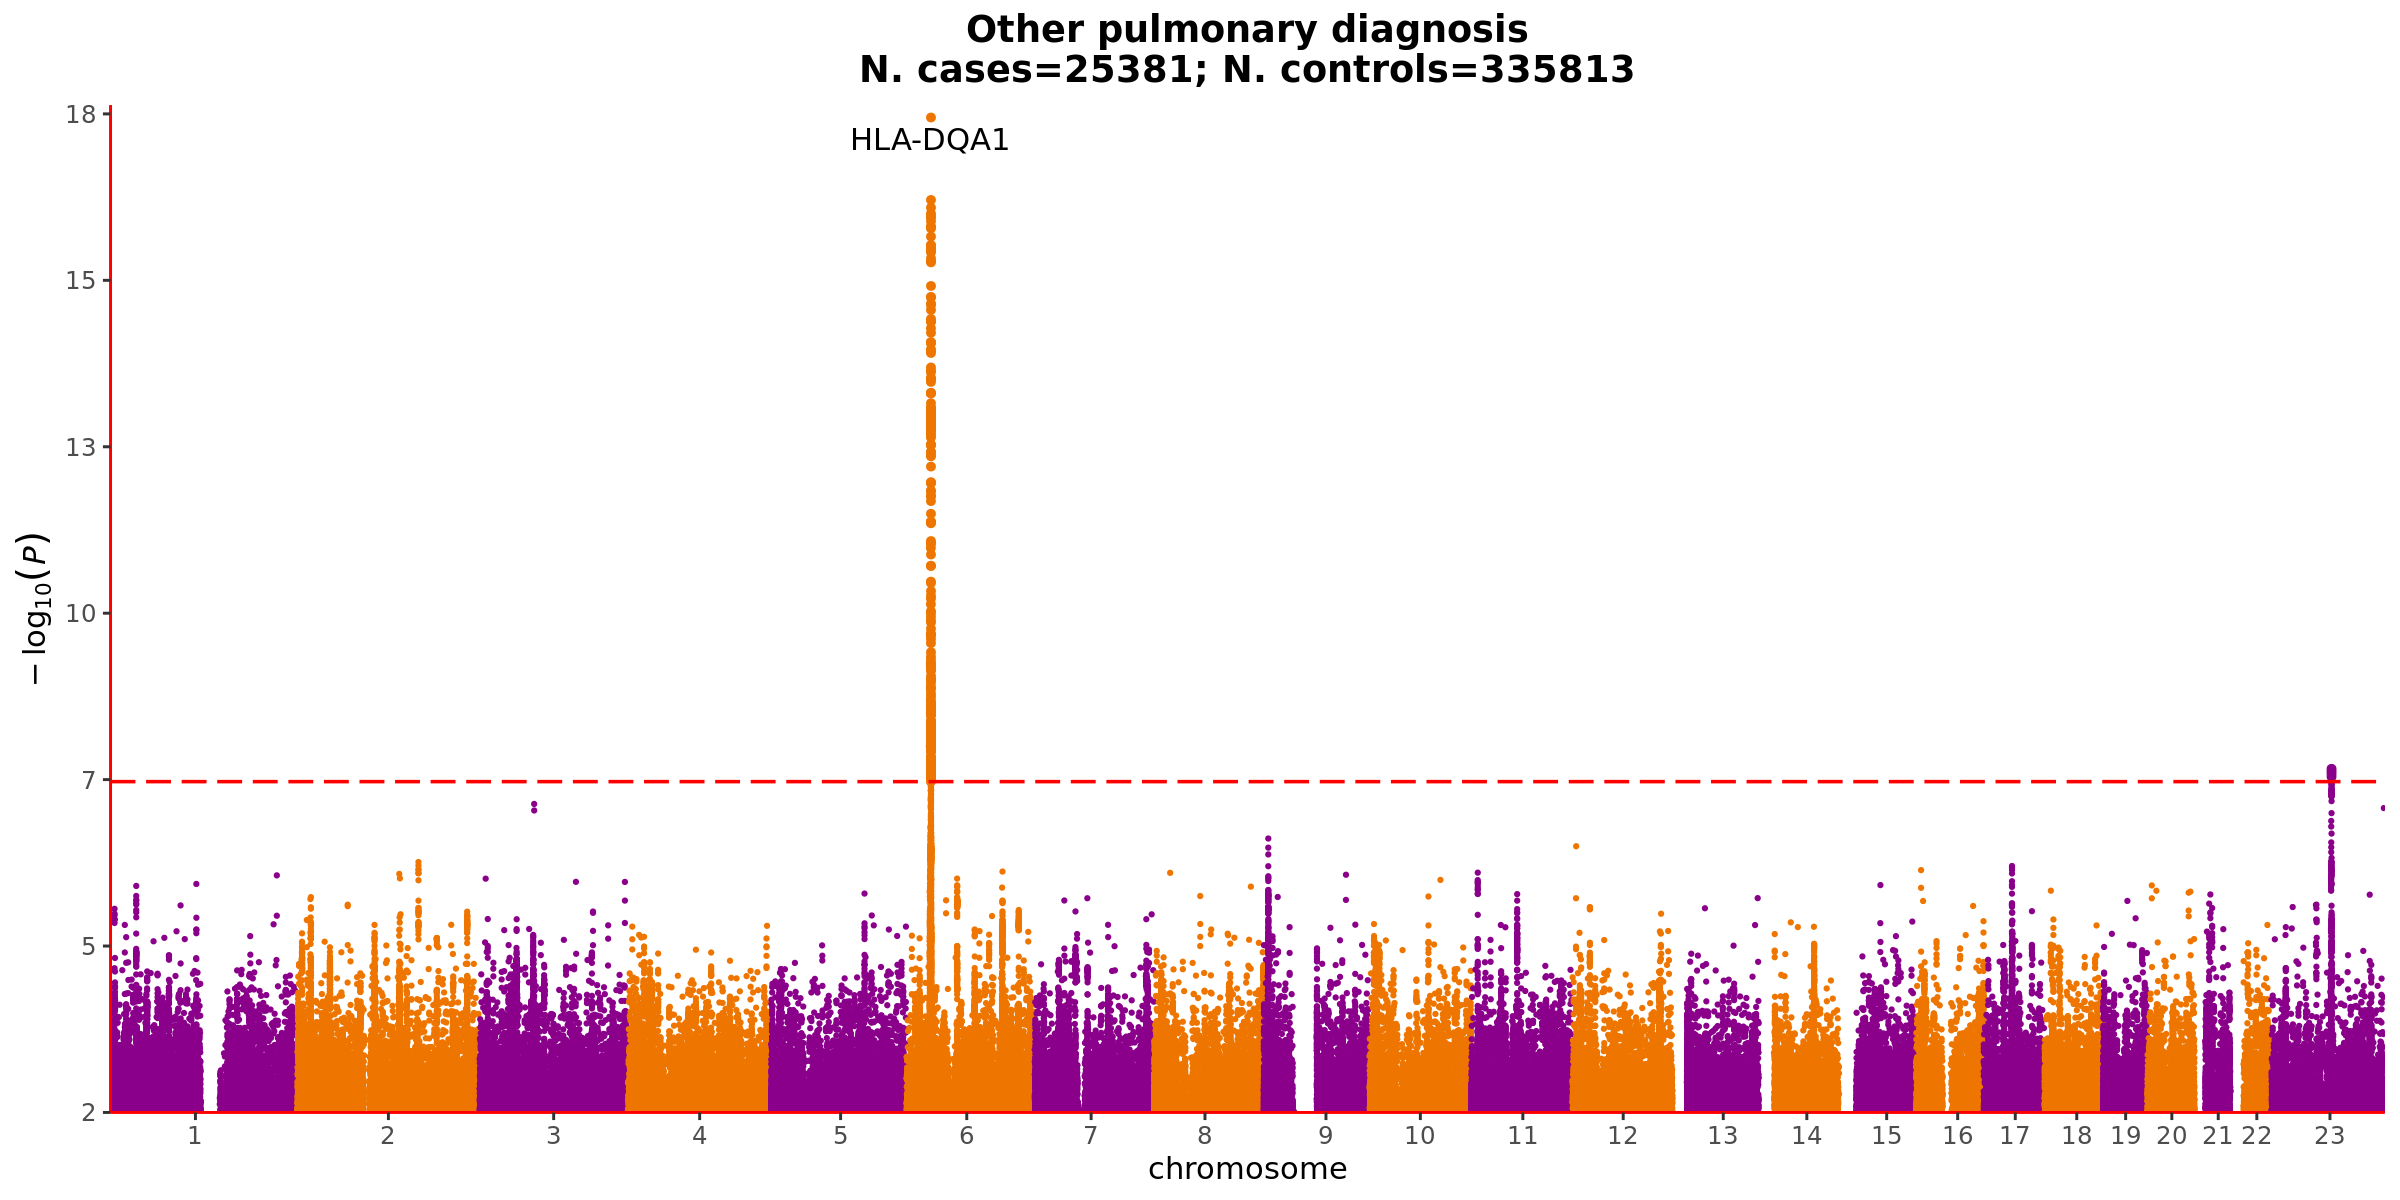 Other pulmonary diagnosis
N. cases=25381; N. controls=335813
HLA-DQA1
18
15
13
10
7
5
2
−log10(P)
1 2 3 4 5 6 7 8 9 10 11 12 13 14 15 16 17 18 19 20 21 22 23
chromosome